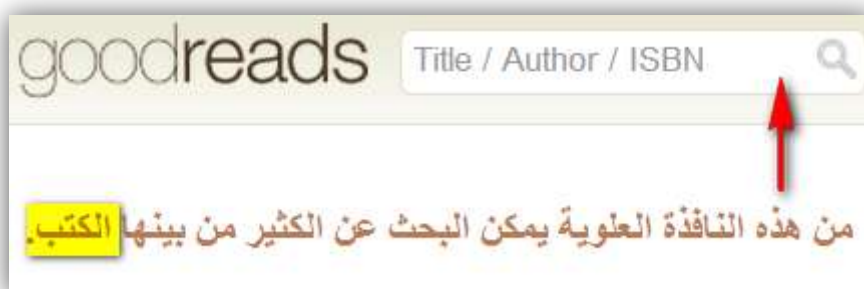 goodreads Title / Author / ISBN
من هذه النافذة العلوية يمكن البحث عن الكثير من بينها الكتب.